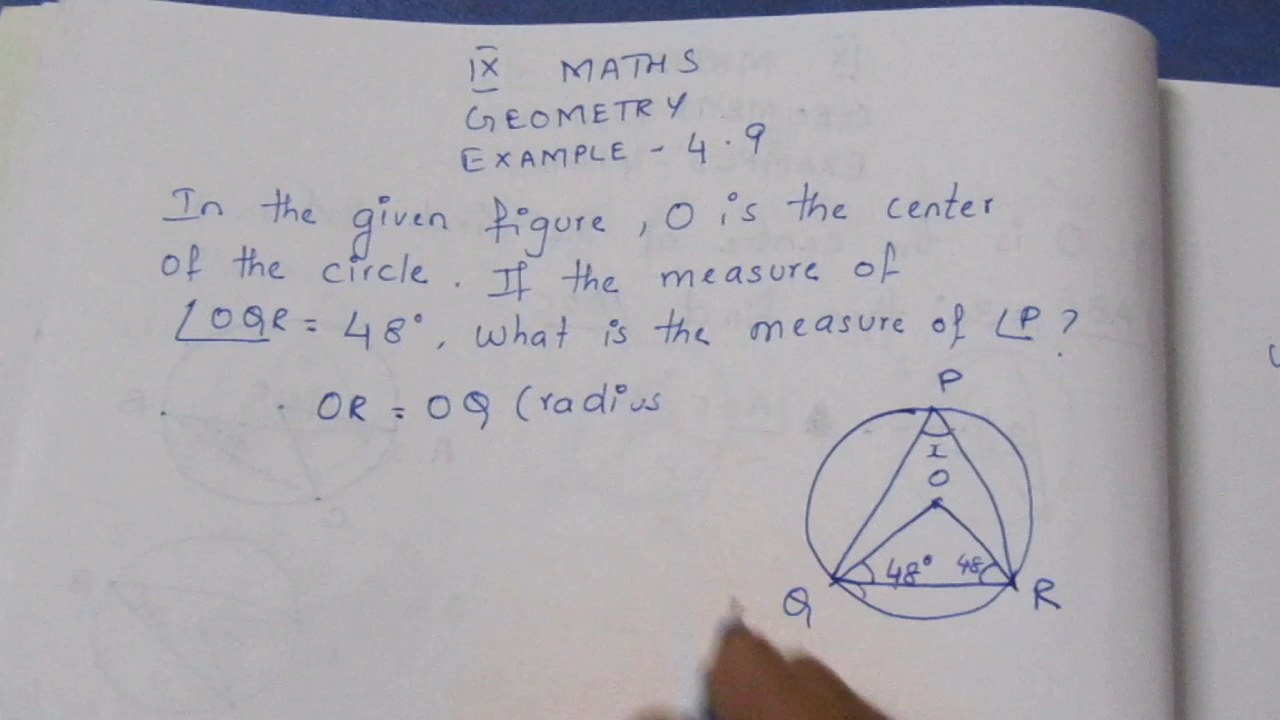 IX MATHS
GEOMETRY
EXAMPLE - 4.9
In the given figure, O is the center
of the circle. If the measure of
∠OQR = 48°, what is the measure of ∠P?
OR = OQ (radius
P
x
O
48° 48
Q R